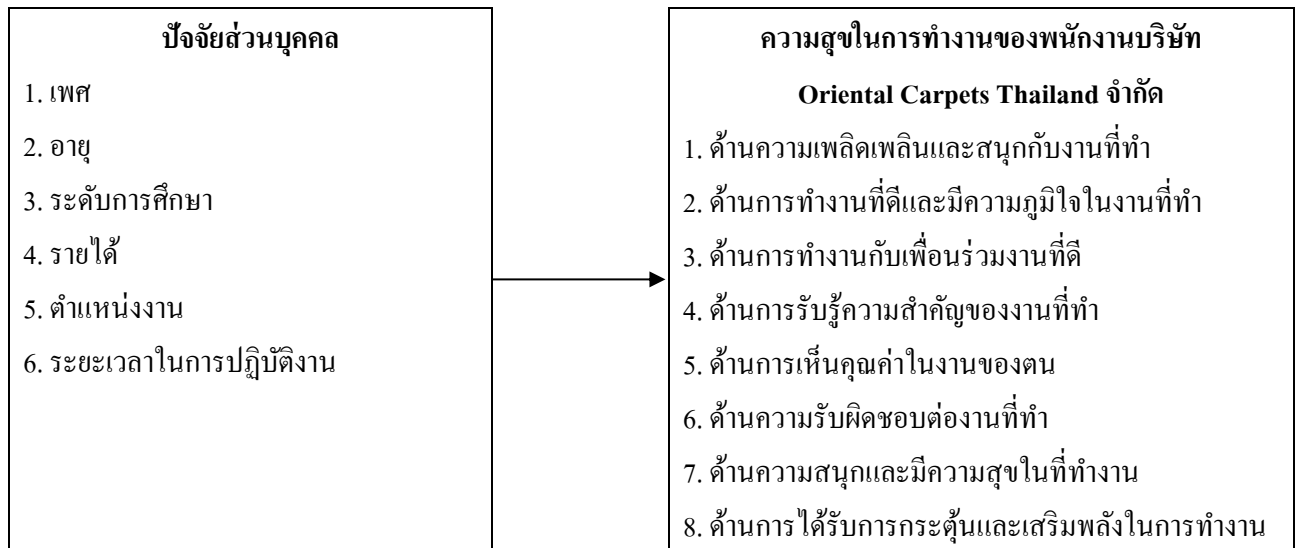 ปัจจัยส่วนบุคคล
1. เพศ
2. อายุ
3. ระดับการศึกษา
4. รายได้
5. ตำแหน่งงาน
6. ระยะเวลาในการปฏิบัติงาน
ความสุขในการทำงานของพนักงานบริษัท
Oriental Carpets Thailand จำกัด
1. ด้านความเพลิดเพลินและสนุกกับงานที่ทำ
2. ด้านการทำงานที่ดีและมีความภูมิใจในงานที่ทำ
3. ด้านการทำงานกับเพื่อนร่วมงานที่ดี
4. ด้านการรับรู้ความสำคัญของงานที่ทำ
5. ด้านการเห็นคุณค่าในงานของตน
6. ด้านความรับผิดชอบต่องานที่ทำ
7. ด้านความสนุกและมีความสุขในที่ทำงาน
8. ด้านการได้รับการกระตุ้นและเสริมพลังในการทำงาน